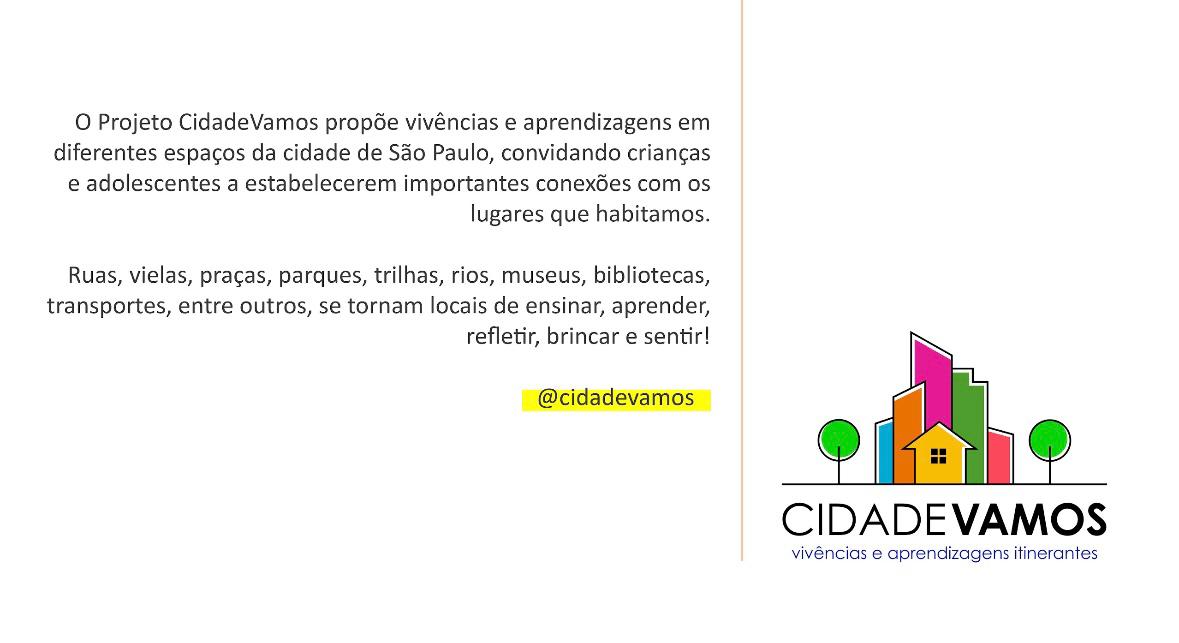 O Projeto CidadeVamos propõe vivências e aprendizagens em
diferentes espaços da cidade de São Paulo, convidando crianças
e adolescentes a estabelecerem importantes conexões com os
lugares que habitamos.
Ruas, vielas, praças, parques, trilhas, rios, museus, bibliotecas,
transportes, entre outros, se tornam locais de ensinar, aprender,
refletir, brincar e sentir!
@cidadevamos
CIDADEVAMOS
vivências e aprendizagens itinerantes